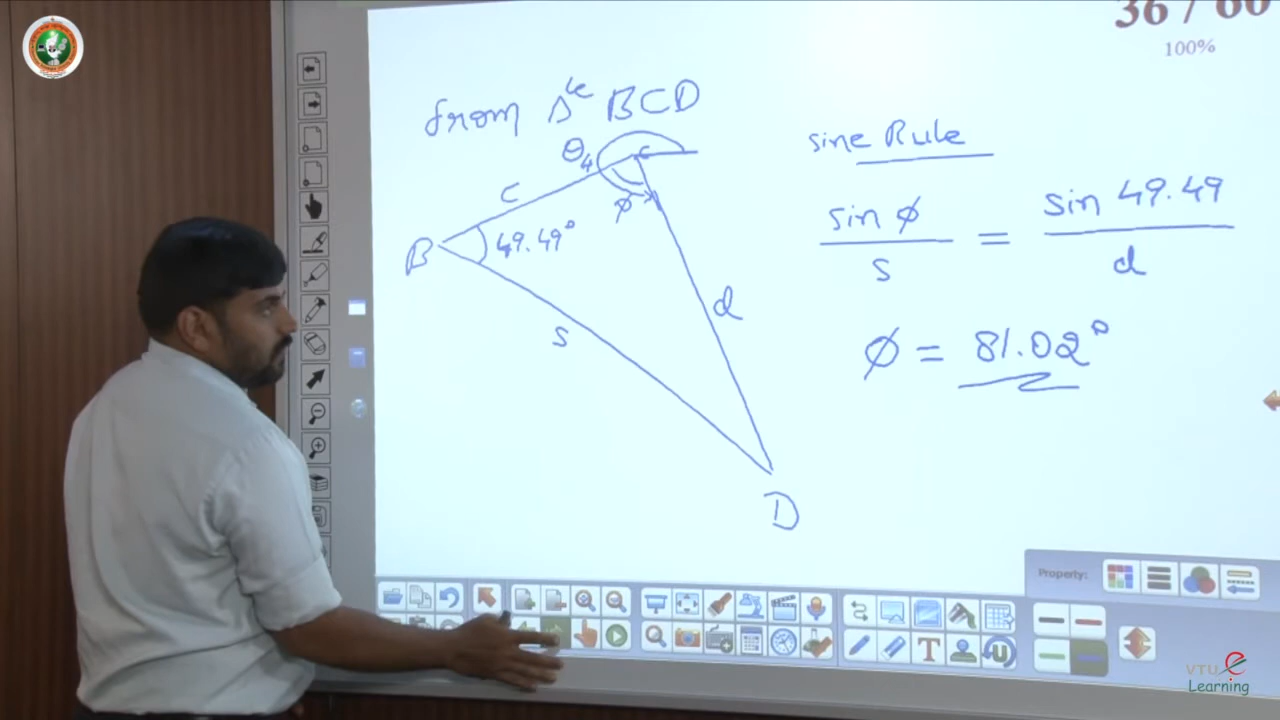 36 / 60
100%
from Δle BCD
θ4
C
C
ϕ
B
49.49°
d
s
D
sine Rule
sin ϕ / s = sin 49.49 / d
ϕ = 81.02°
Property:
T
VTU e
Learning